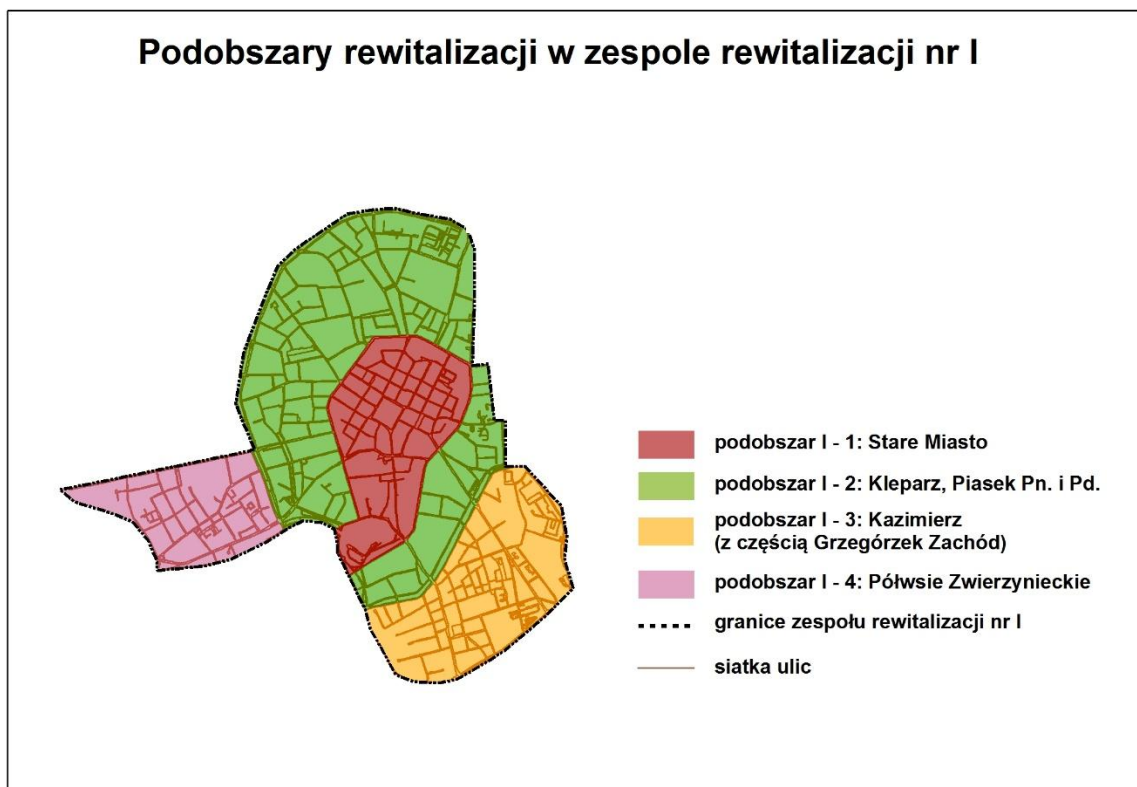 Podobszary rewitalizacji w zespole rewitalizacji nr I
podobszar I - 1: Stare Miasto
podobszar I - 2: Kleparz, Piasek Pn. i Pd.
podobszar I - 3: Kazimierz
(z częścią Grzegórzek Zachód)
podobszar I - 4: Półwsie Zwierzynieckie
granice zespołu rewitalizacji nr I
siatka ulic